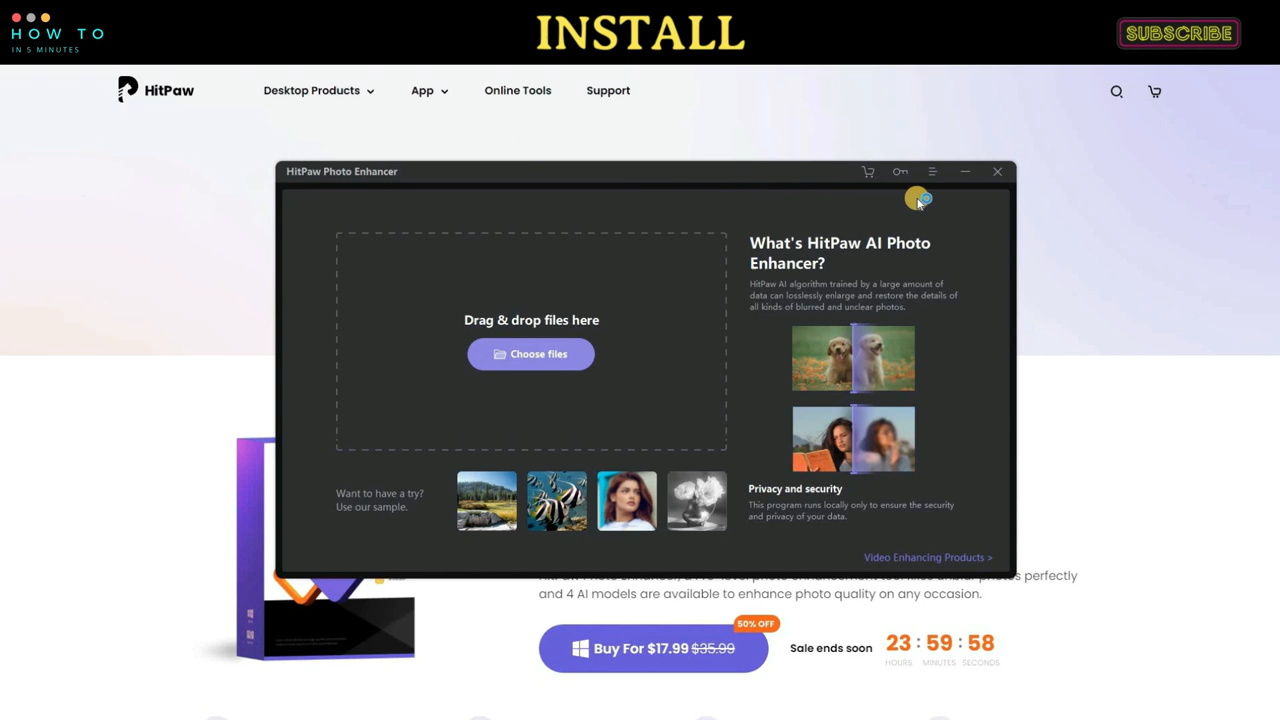 HOW TO
IN 5 MINUTES
INSTALL
SUBSCRIBE
HitPaw
Desktop Products
App
Online Tools
Support
HitPaw Photo Enhancer
Drag & drop files here
Choose files
Want to have a try?
Use our sample.
What's HitPaw AI Photo
Enhancer?
HitPaw AI algorithm trained by a large amount of
data can losslessly enlarge and restore the details of
all kinds of blurred and unclear photos.
Privacy and security
This program runs locally only to ensure the security
and privacy of your data.
Video Enhancing Products >
perfectly
and 4 AI models are available to enhance photo quality on any occasion.
50% OFF
Buy For $17.99 $35.99
Sale ends soon
23 : 59 : 58
HOURS MINUTES SECONDS